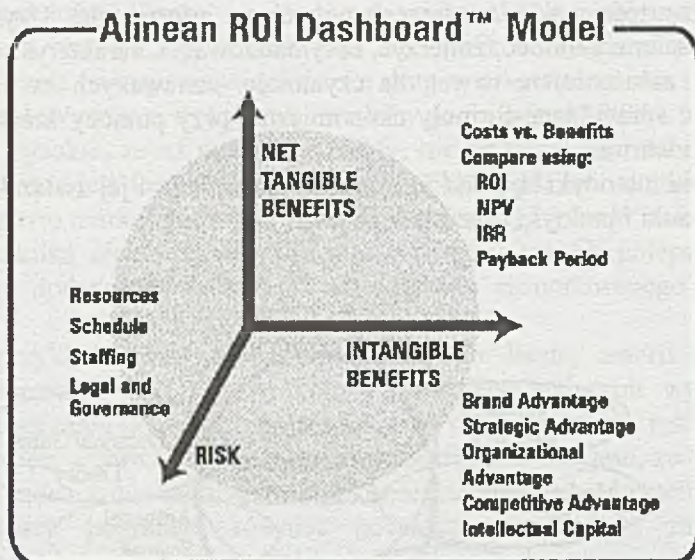 Alinean ROI Dashboard™ Model
NET
TANGIBLE
BENEFITS
Costs vs. Benefits
Compare using:
ROI
NPV
IRR
Payback Period
Resources
Schedule
Staffing
Legal and
Governance
INTANGIBLE
BENEFITS
RISK
Brand Advantage
Strategic Advantage
Organizational
Advantage
Competitive Advantage
Intellectual Capital